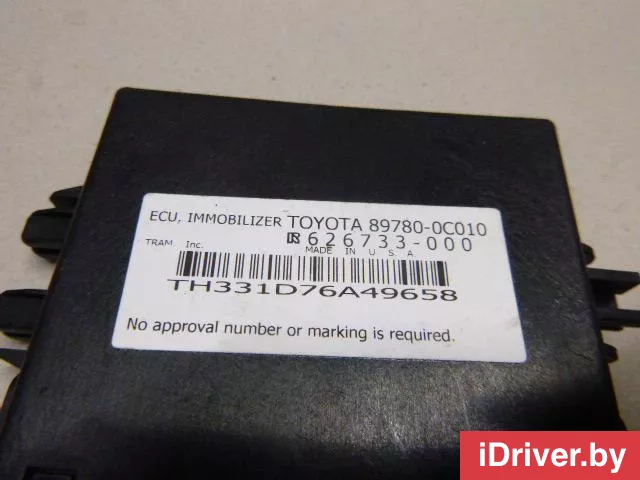 ECU, IMMOBILIZER TOYOTA 89780-0C010
626733-000
TRAM Inc. MADE IN U S A
TH331D76A49658
No approval number or marking is required.
iDriver.by